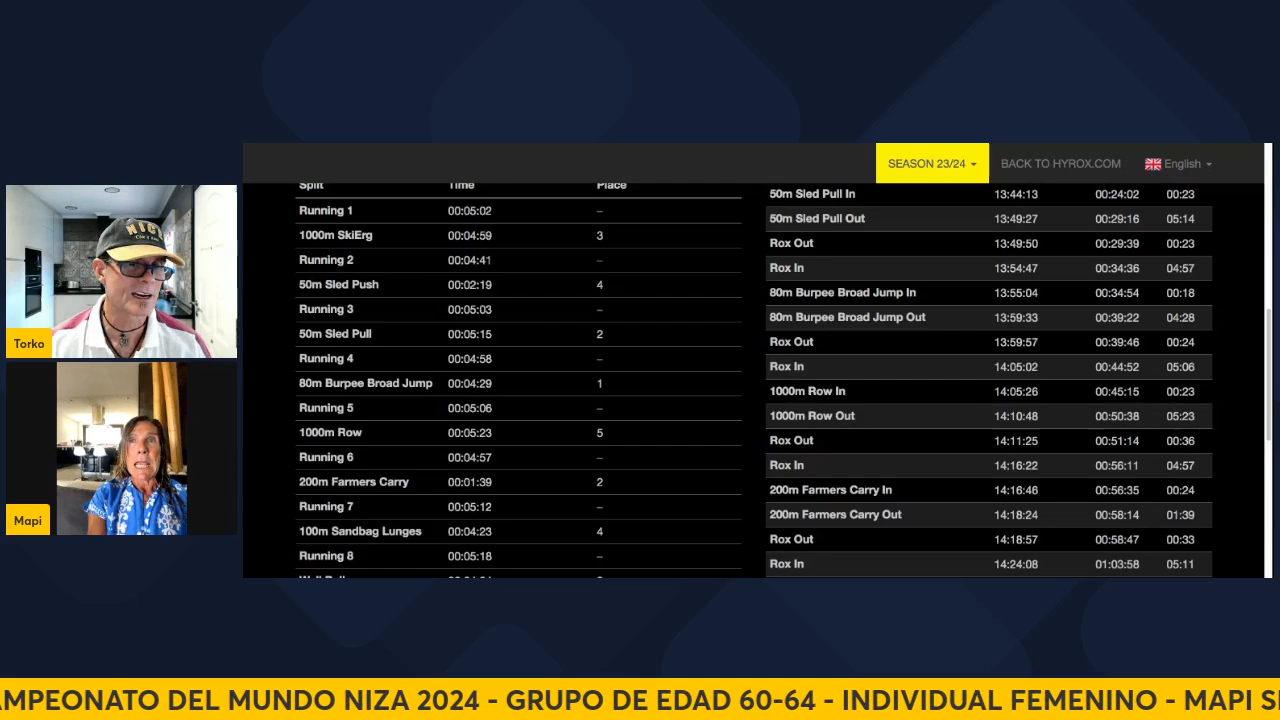 SEASON 23/24
BACK TO HYROX.COM
English
Split Time Place
Running 1 00:05:02 –
1000m SkiErg 00:04:59 3
Running 2 00:04:41 –
50m Sled Push 00:02:19 4
Running 3 00:05:03 –
50m Sled Pull 00:05:15 2
Running 4 00:04:58 –
80m Burpee Broad Jump 00:04:29 1
Running 5 00:05:06 –
1000m Row 00:05:23 5
Running 6 00:04:57 –
200m Farmers Carry 00:01:39 2
Running 7 00:05:12 –
100m Sandbag Lunges 00:04:23 4
Running 8 00:05:18 –
50m Sled Pull In 13:44:13 00:24:02 00:23
50m Sled Pull Out 13:49:27 00:29:16 05:14
Rox Out 13:49:50 00:29:39 00:23
Rox In 13:54:47 00:34:36 04:57
80m Burpee Broad Jump In 13:55:04 00:34:54 00:18
80m Burpee Broad Jump Out 13:59:33 00:39:22 04:28
Rox Out 13:59:57 00:39:46 00:24
Rox In 14:05:02 00:44:52 05:06
1000m Row In 14:05:26 00:45:15 00:23
1000m Row Out 14:10:48 00:50:38 05:23
Rox Out 14:11:25 00:51:14 00:36
Rox In 14:16:22 00:56:11 04:57
200m Farmers Carry In 14:16:46 00:56:35 00:24
200m Farmers Carry Out 14:18:24 00:58:14 01:39
Rox Out 14:18:57 00:58:47 00:33
Rox In 14:24:08 01:03:58 05:11
Torko
Mapi
AMPEONATO DEL MUNDO NIZA 2024 - GRUPO DE EDAD 60-64 - INDIVIDUAL FEMENINO - MAPI S